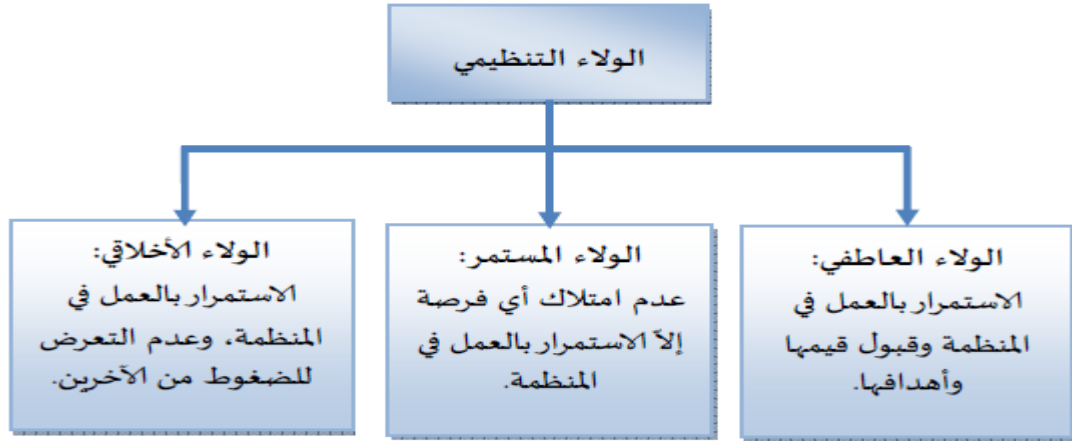 الولاء التنظيمي
الولاء العاطفي:
الاستمرار بالعمل في
المنظمة وقبول قيمها
وأهدافها.
الولاء المستمر:
عدم امتلاك أي فرصة
إلاّ الاستمرار بالعمل في
المنظمة.
الولاء الأخلاقي:
الاستمرار بالعمل في
المنظمة، وعدم التعرض
للضغوط من الآخرين.